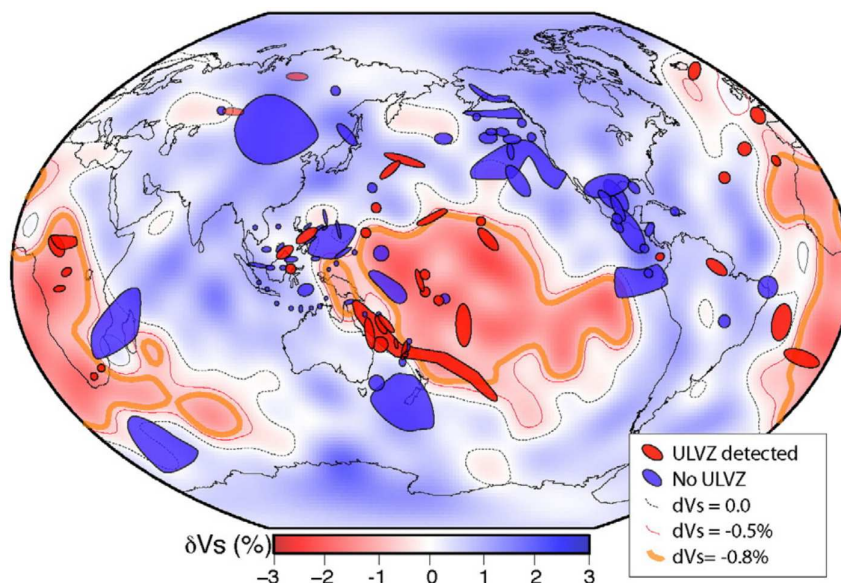 ULVZ detected
No ULVZ
dVs = 0.0
dVs = -0.5%
dVs= -0.8%
δVs (%)
−3 −2 −1 0 1 2 3